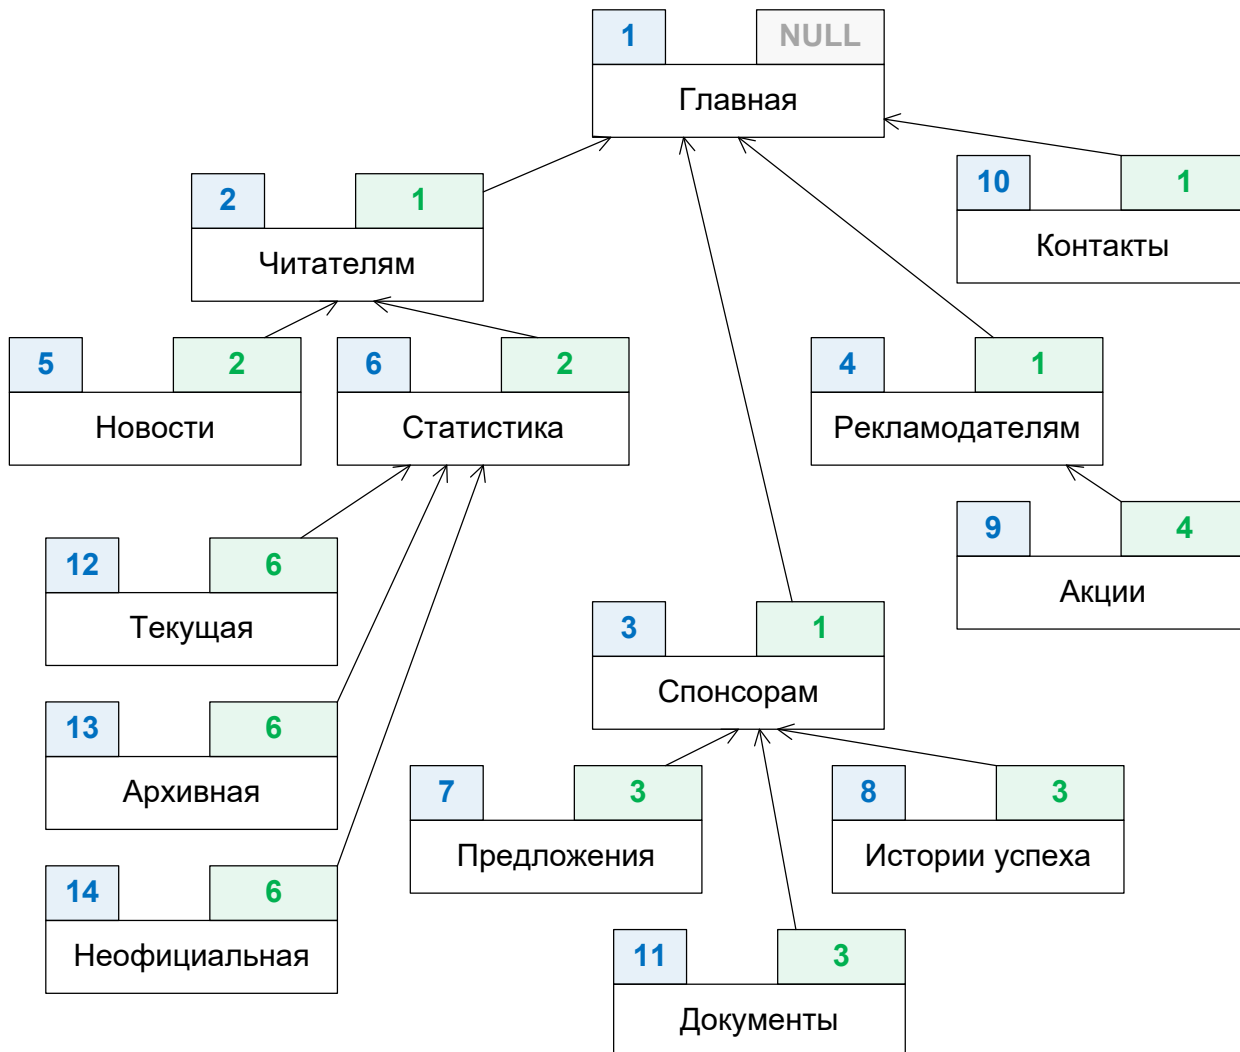 1 NULL
Главная
10 1
Контакты
2 1
Читателям
5 2
Новости
6 2
Статистика
4 1
Рекламодателям
9 4
Акции
12 6
Текущая
3 1
Спонсорам
13 6
Архивная
7 3
Предложения
8 3
Истории успеха
14 6
Неофициальная
11 3
Документы